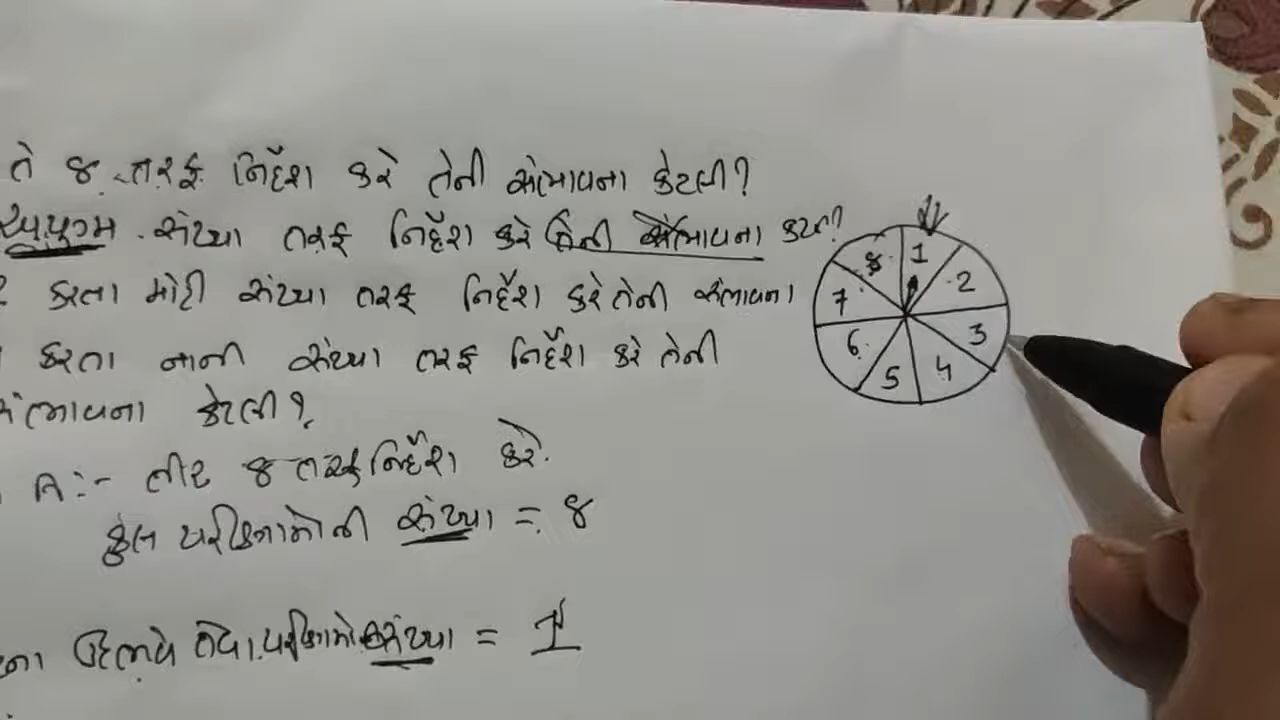 તે 8 તરફ નિર્દેશ કરે તેની સંભાવના કેટલી?
સંખ્યા તરફ નિર્દેશ કરે તેની સંભાવના કેટલી?
કરતા મોટી સંખ્યા તરફ નિર્દેશ કરે તેની સંભાવના
કરતા નાની સંખ્યા તરફ નિર્દેશ કરે તેની
સંભાવના કેટલી?
A:- તીર 8 તરફ નિર્દેશ કરે.
કુલ પરિણામોની સંખ્યા = 8
ઉદ્ભવે તેવા પરિણામો સંખ્યા = 1
1
2
3
4
5
6
7
8